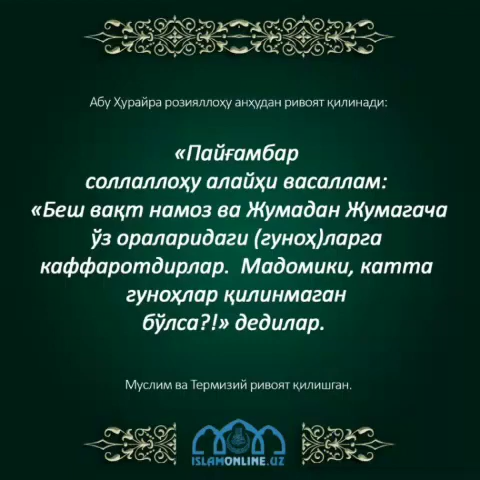 Абу Ҳурайра розияллоҳу анҳудан ривоят қилинади:
«Пайғамбар
соллаллоҳу алайҳи васаллам:
«Беш вақт намоз ва Жумадан Жумагача
ўз ораларидаги (гуноҳ)ларга
каффаротдирлар. Мадомики, катта
гуноҳлар қилинмаган
бўлса?!» дедилар.
Муслим ва Термизий ривоят қилишган.
ISLAMONLINE.UZ